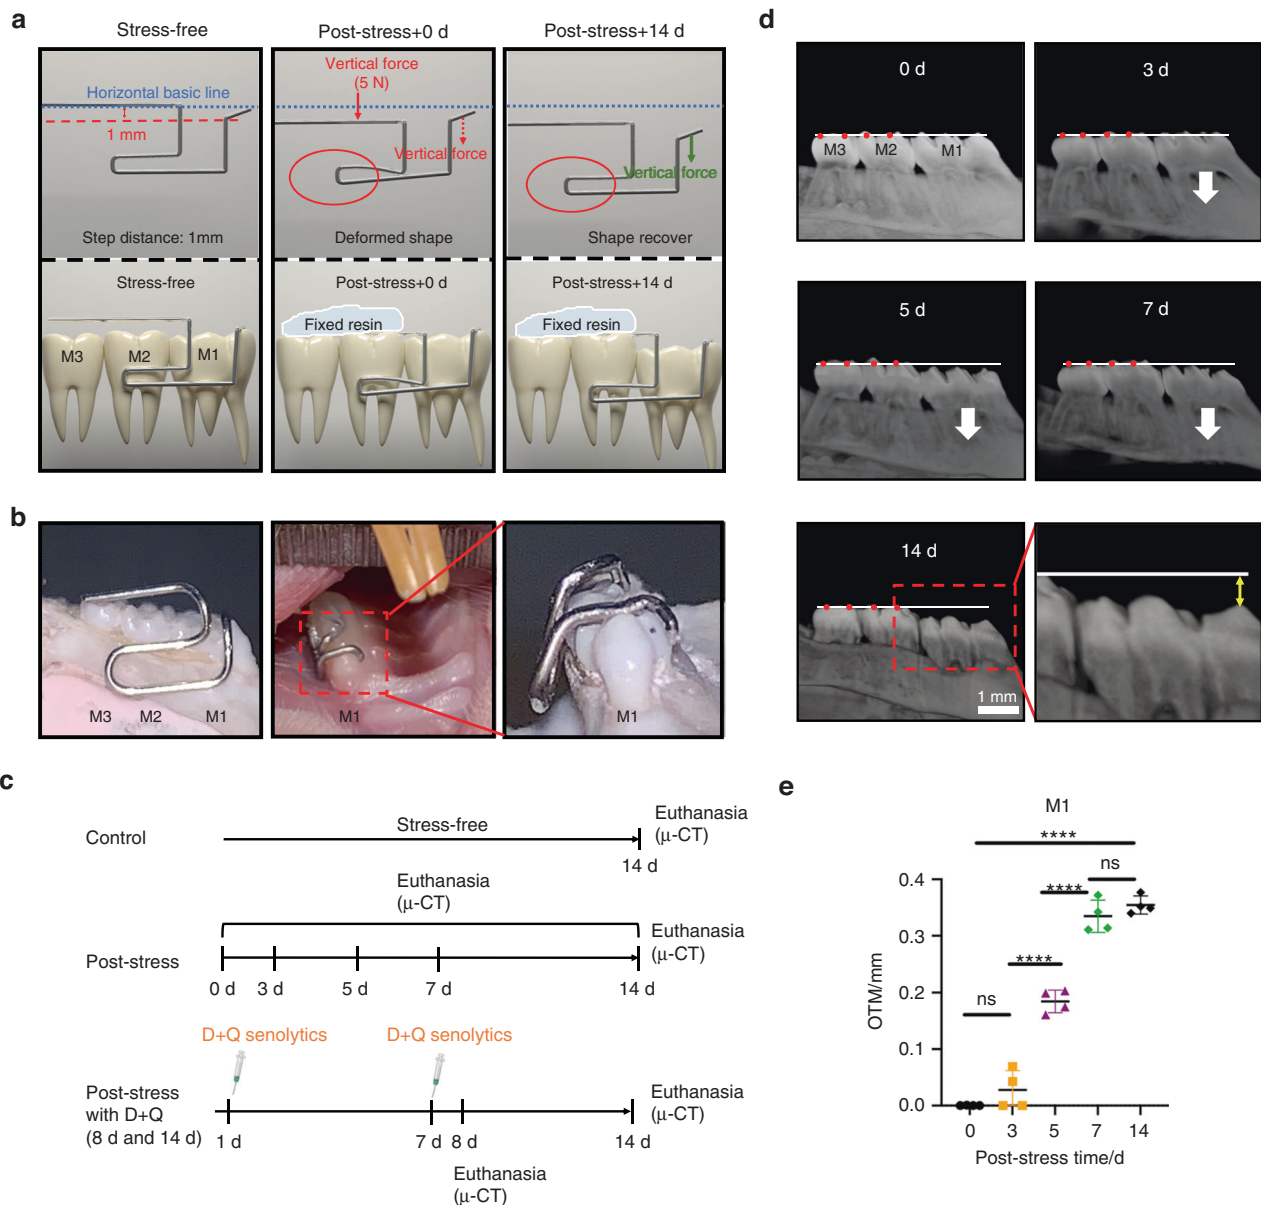 a
Stress-free
Post-stress+0 d
Post-stress+14 d
Horizontal basic line
1 mm
Step distance: 1mm
Vertical force
(5 N)
Vertical force
Deformed shape
Vertical force
Shape recover
Stress-free
M3
M2
M1
Post-stress+0 d
Fixed resin
Post-stress+14 d
Fixed resin
b
M3
M2
M1
M1
M1
c
Control
Stress-free
14 d
Euthanasia
(μ-CT)
Post-stress
Euthanasia
(μ-CT)
0 d
3 d
5 d
7 d
14 d
Euthanasia
(μ-CT)
Post-stress
with D+Q
(8 d and 14 d)
D+Q senolytics
D+Q senolytics
1 d
7 d
8 d
14 d
Euthanasia
(μ-CT)
Euthanasia
(μ-CT)
d
0 d
M3
M2
M1
3 d
5 d
7 d
14 d
1 mm
e
M1
****
ns
****
****
ns
OTM/mm
0.4
0.3
0.2
0.1
0.0
0
3
5
7
14
Post-stress time/d